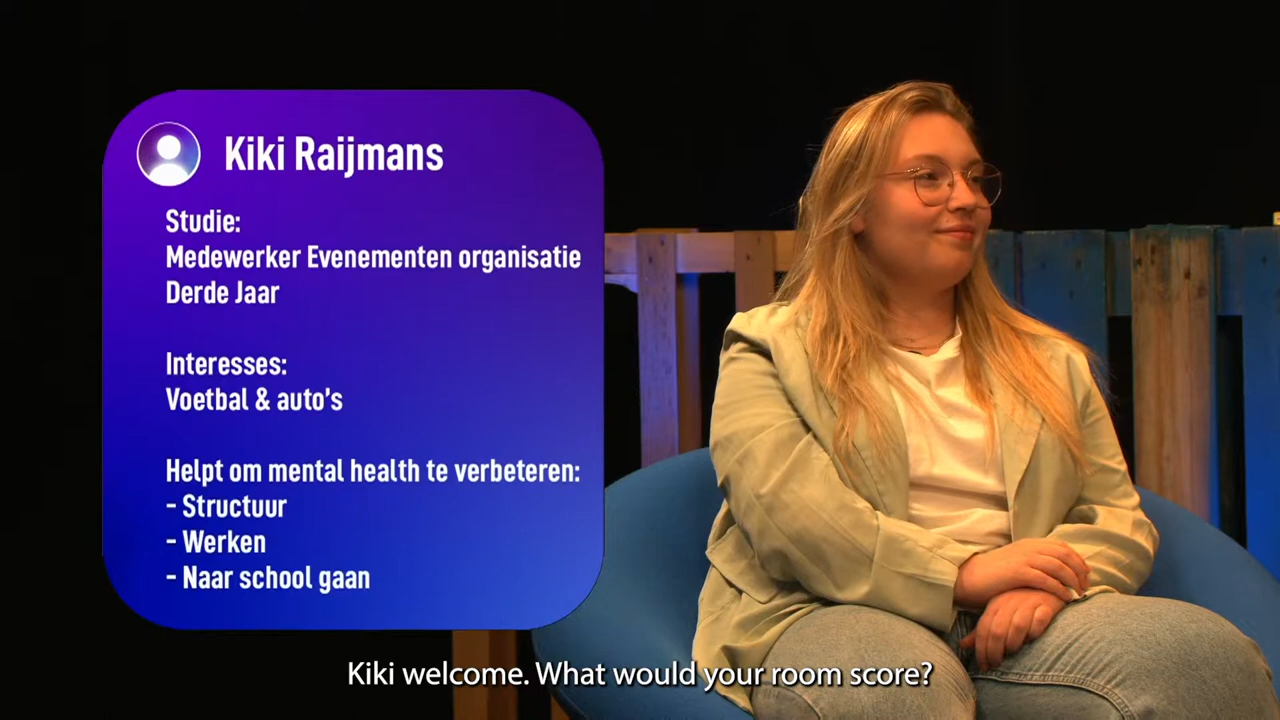 Kiki Raijmans
Studie:
Medewerker Evenementen organisatie
Derde Jaar
Interesses:
Voetbal & auto's
Helpt om mental health te verbeteren:
- Structuur
- Werken
- Naar school gaan
Kiki welcome. What would your room score?